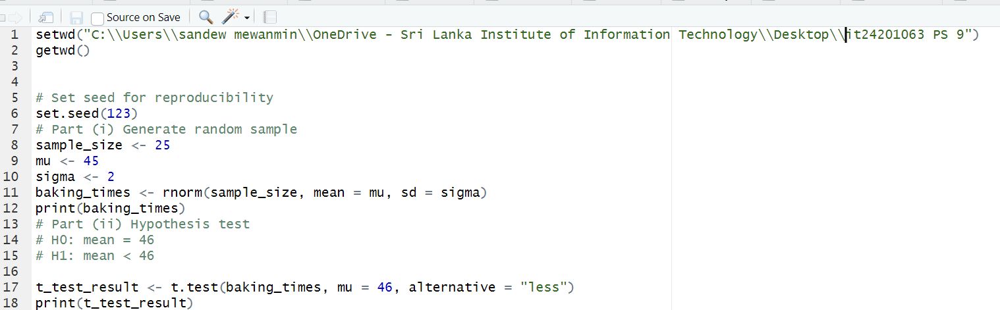 Source on Save
1 setwd("C:\\Users\\sandew mewanmin\\OneDrive - Sri Lanka Institute of Information Technology\\Desktop\\it24201063 PS 9")
2 getwd()
3
4
5 # Set seed for reproducibility
6 set.seed(123)
7 # Part (i) Generate random sample
8 sample_size <- 25
9 mu <- 45
10 sigma <- 2
11 baking_times <- rnorm(sample_size, mean = mu, sd = sigma)
12 print(baking_times)
13 # Part (ii) Hypothesis test
14 # H0: mean = 46
15 # H1: mean < 46
16
17 t_test_result <- t.test(baking_times, mu = 46, alternative = "less")
18 print(t_test_result)